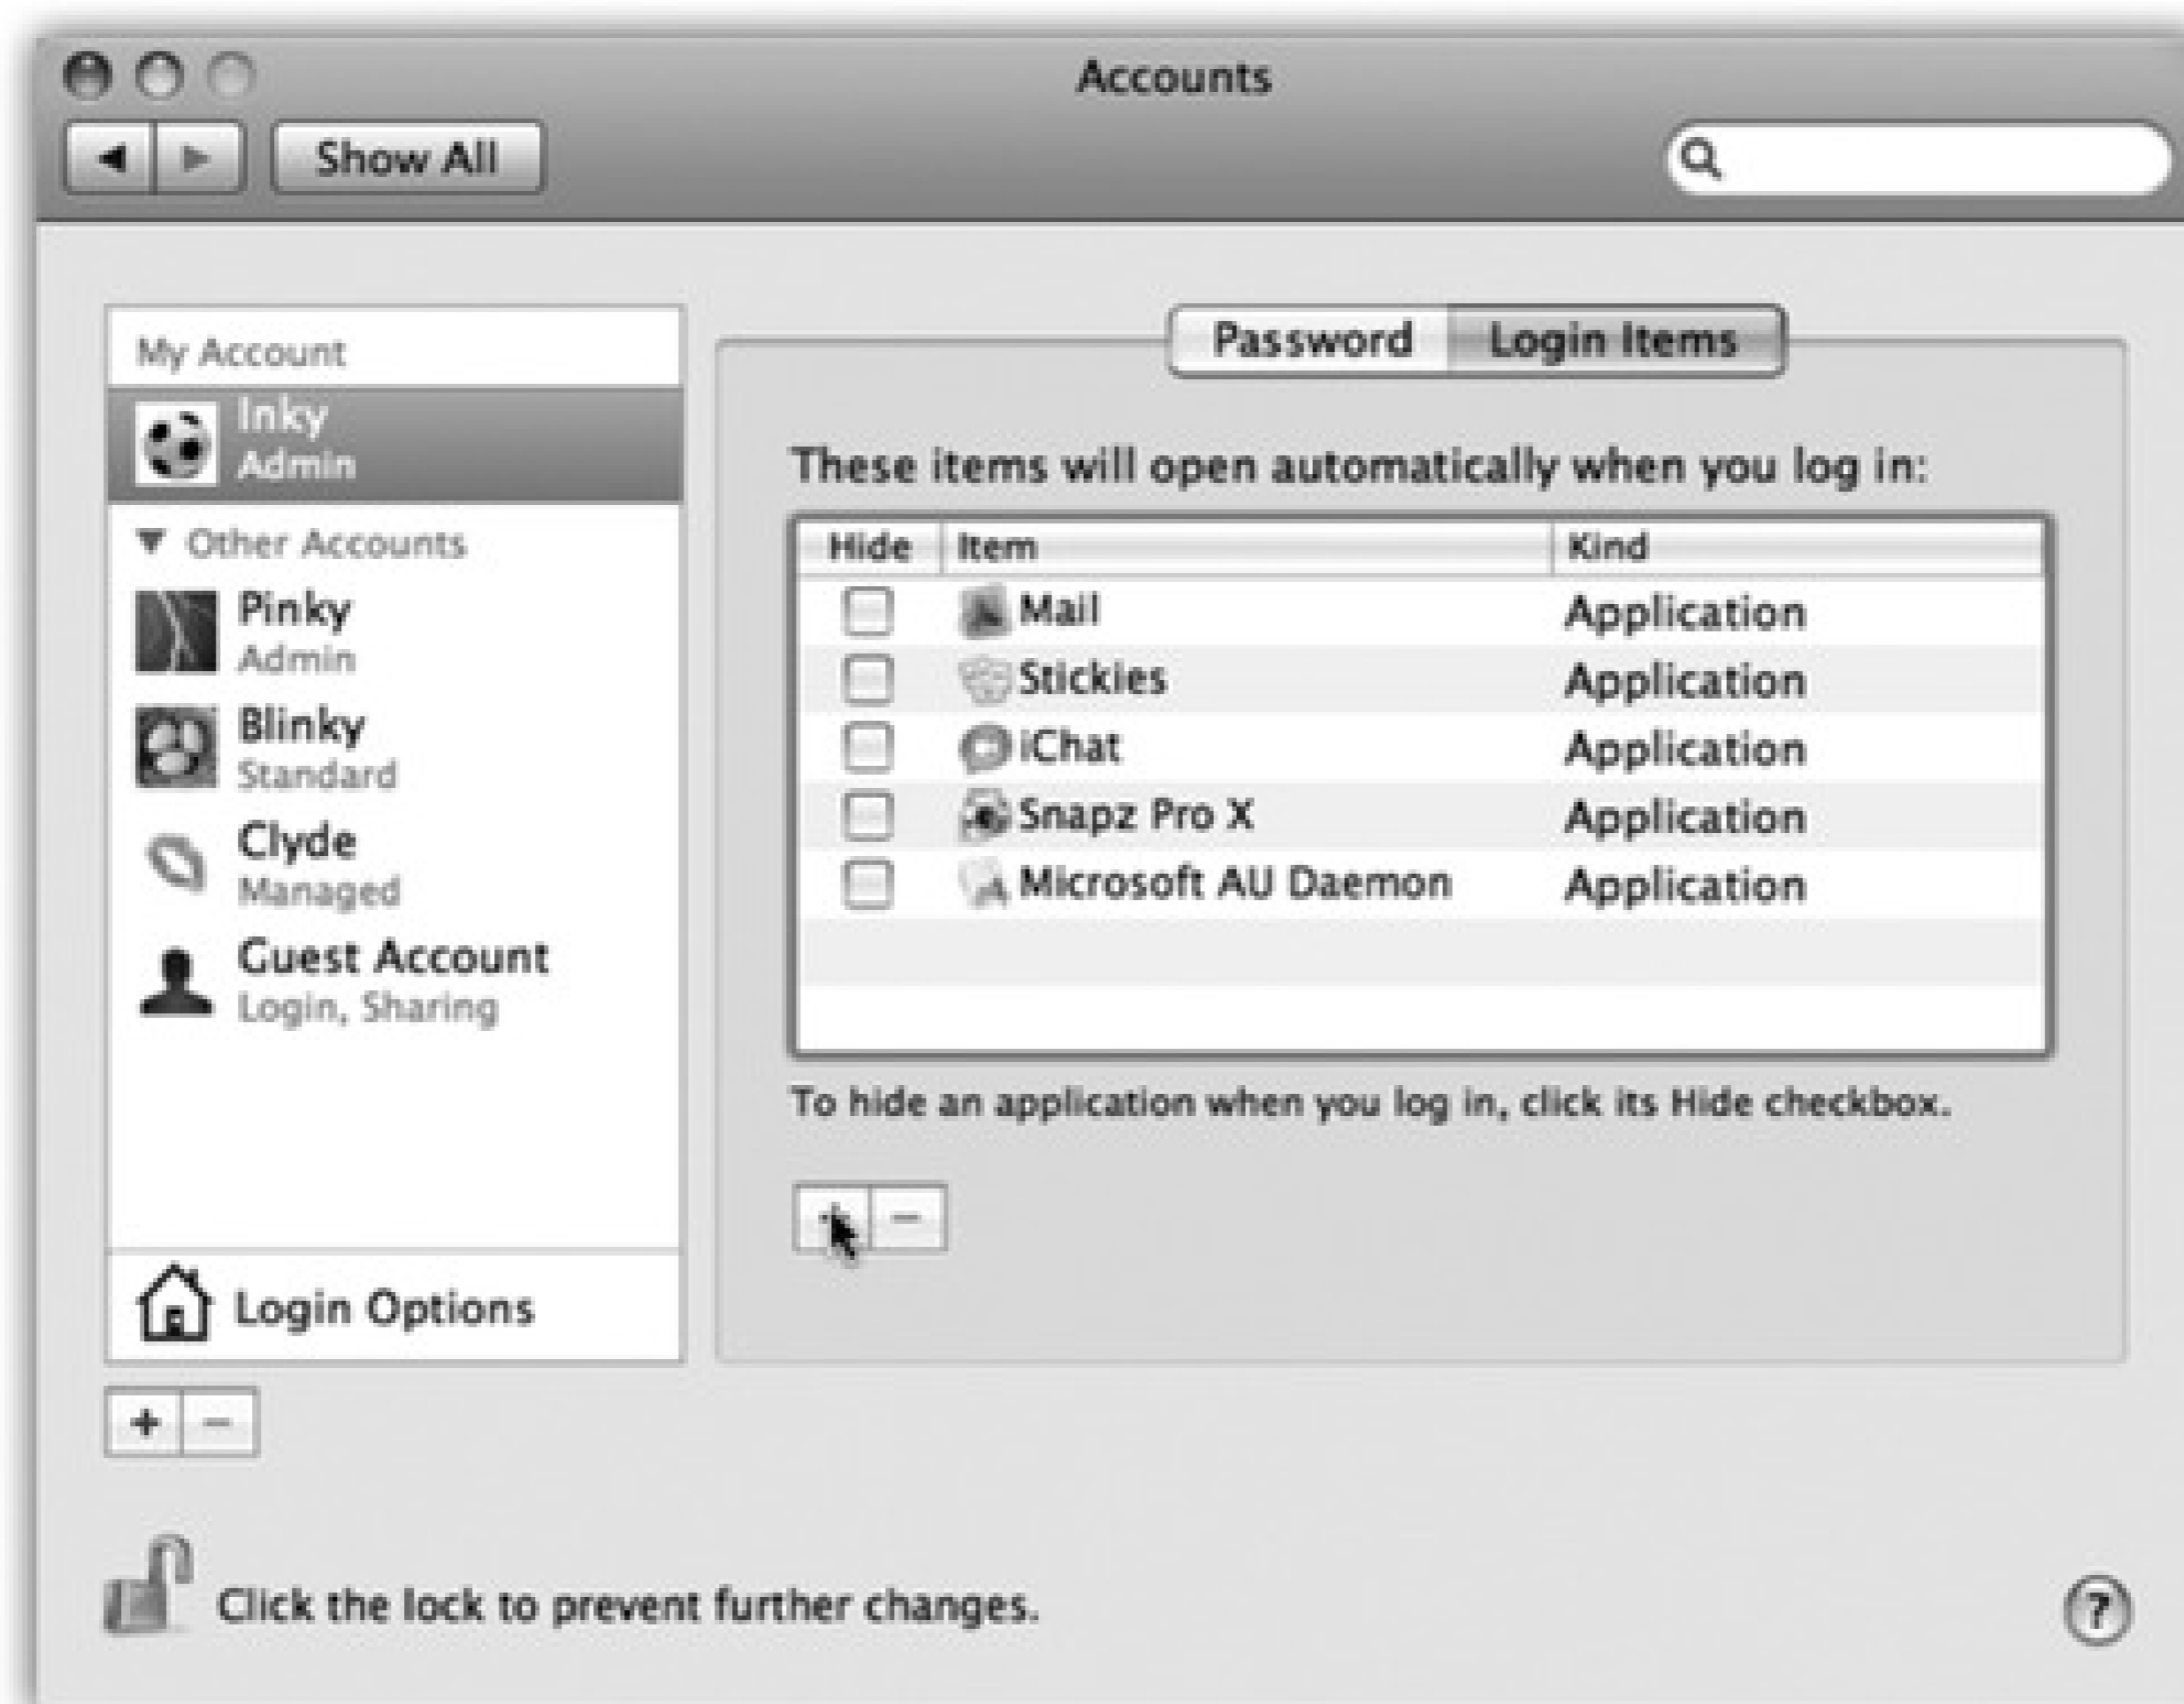 Accounts
Show All
My Account
Inky
Admin
Other Accounts
Pinky
Admin
Blinky
Standard
Clyde
Managed
Guest Account
Login, Sharing
Login Options
Password
Login Items
These items will open automatically when you log in:
Hide Item Kind
Mail Application
Stickies Application
iChat Application
Snapz Pro X Application
Microsoft AU Daemon Application
To hide an application when you log in, click its Hide checkbox.
Click the lock to prevent further changes.
?